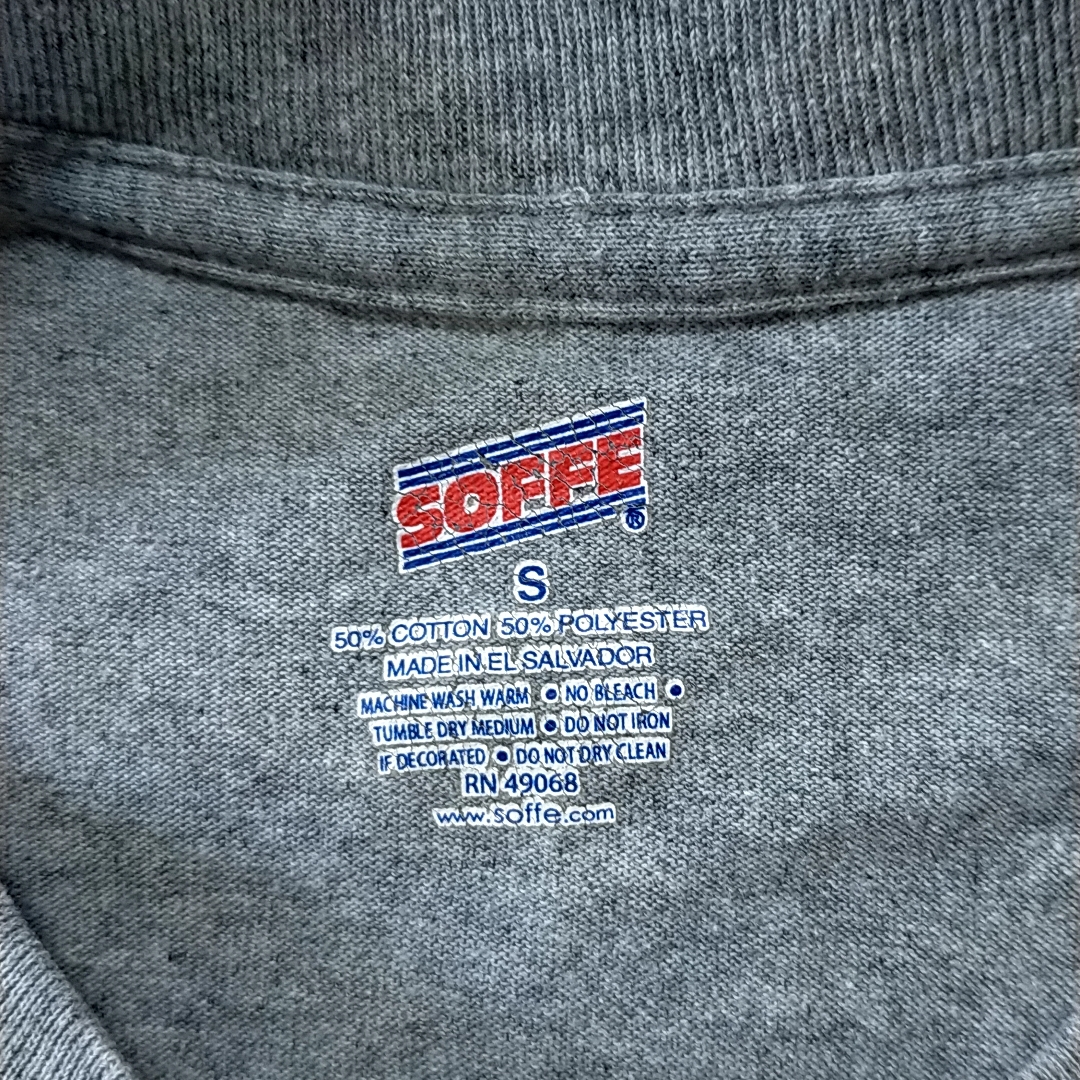 SOFFE
®
S
50% COTTON 50% POLYESTER
MADE IN EL SALVADOR
MACHINE WASH WARM • NO BLEACH •
TUMBLE DRY MEDIUM • DO NOT IRON
IF DECORATED • DO NOT DRY CLEAN
RN 49068
www.soffe.com